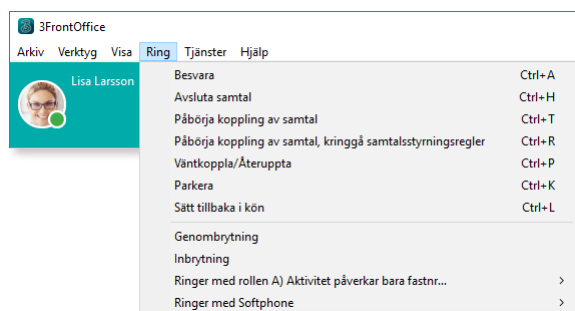 3FrontOffice
Arkiv Verktyg Visa Ring Tjänster Hjälp
Lisa Larsson
Besvara Ctrl+A
Avsluta samtal Ctrl+H
Påbörja koppling av samtal Ctrl+T
Påbörja koppling av samtal, kringgå samtalsstyrningsregler Ctrl+R
Väntkoppla/Återuppta Ctrl+P
Parkera Ctrl+K
Sätt tillbaka i kön Ctrl+L
Genombrytning
Inbrytning
Ringer med rollen A) Aktivitet påverkar bara fastnr...
Ringer med Softphone